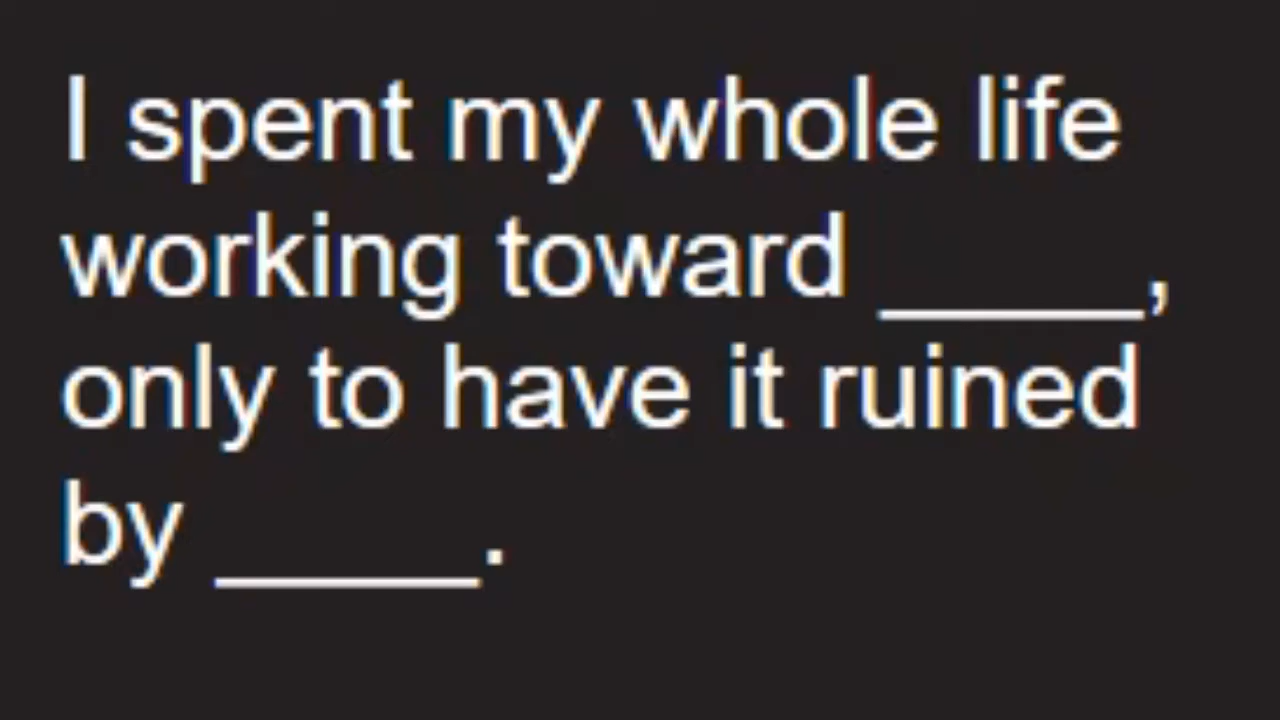 I spent my whole life
working toward _____,
only to have it ruined
by _____.